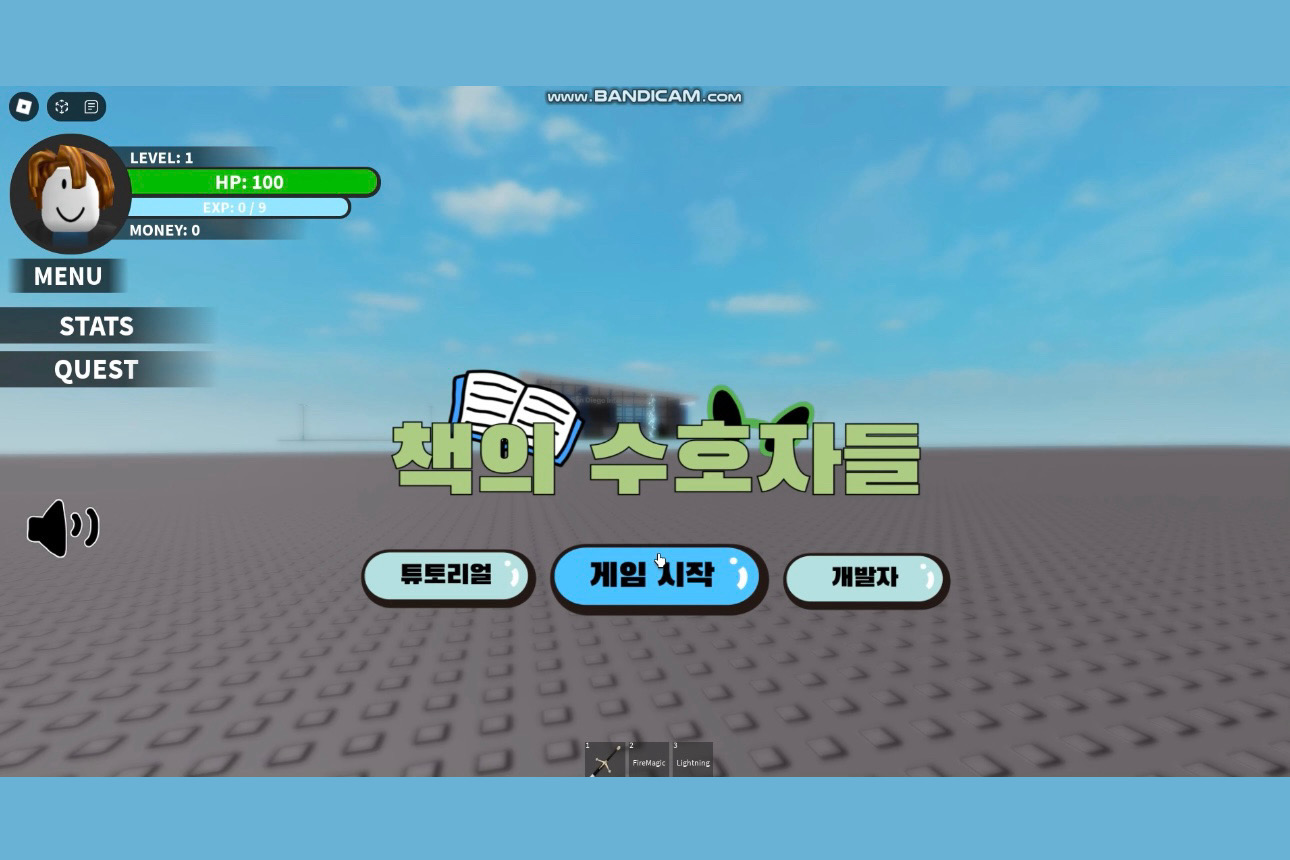 www.BANDICAM.com
LEVEL: 1
HP: 100
EXP: 0 / 9
MONEY: 0
MENU
STATS
QUEST
책의 수호자들
튜토리얼
게임 시작
개발자
1
2
3
FireMagic
Lightning